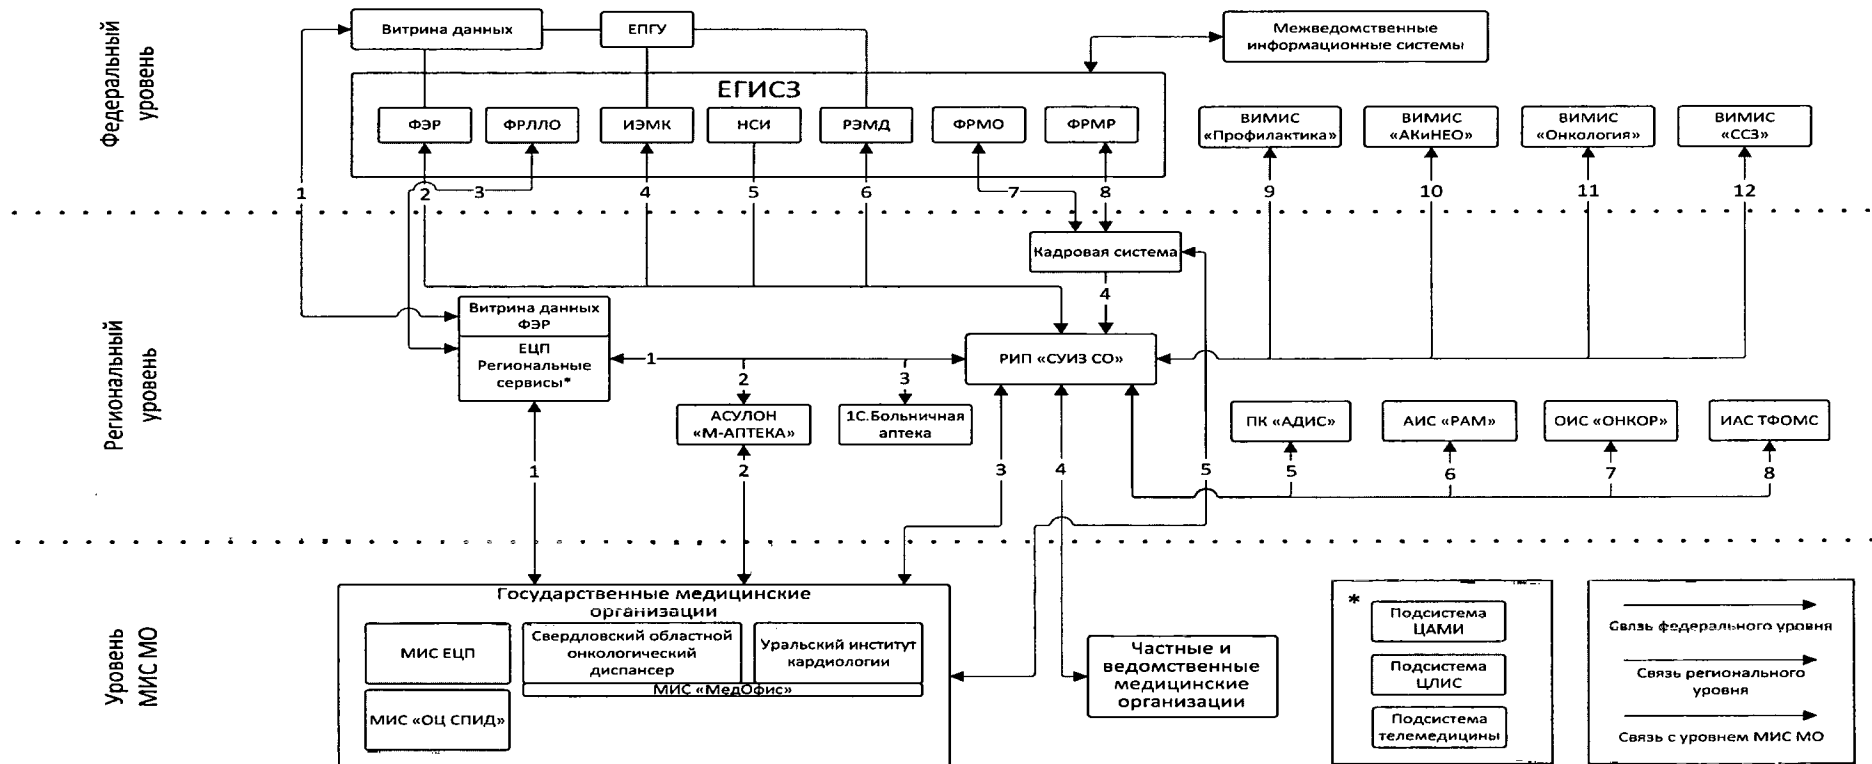 Федеральный
уровень
Витрина данных
ЕПГУ
Межведомственные
информационные системы
ЕГИСЗ
ФЭР
ФРЛЛО
ИЭМК
НСИ
РЭМД
ФРМО
ФРМР
ВИМИС
«Профилактика»
ВИМИС
«АКиНЕО»
ВИМИС
«Онкология»
ВИМИС
«ССЗ»
1
2
3
4
5
6
7
8
9
10
11
12
Региональный
уровень
Кадровая система
4
Витрина данных
ФЭР
ЕЦП
Региональные
сервисы*
1
2
3
РИП «СУИЗ СО»
АСУЛОН
«М-АПТЕКА»
1С.Больничная
аптека
ПК «АДИС»
АИС «РАМ»
ОИС «ОНКОР»
ИАС ТФОМС
1
2
3
4
5
5
6
7
8
Уровень
МИС МО
Государственные медицинские
организации
МИС ЕЦП
Свердловский областной
онкологический
диспансер
Уральский институт
кардиологии
МИС «МедОфис»
МИС «ОЦ СПИД»
Частные и
ведомственные
медицинские
организации
*
Подсистема
ЦАМИ
Подсистема
ЦЛИС
Подсистема
телемедицины
Связь федерального уровня
Связь регионального
уровня
Связь с уровнем МИС МО